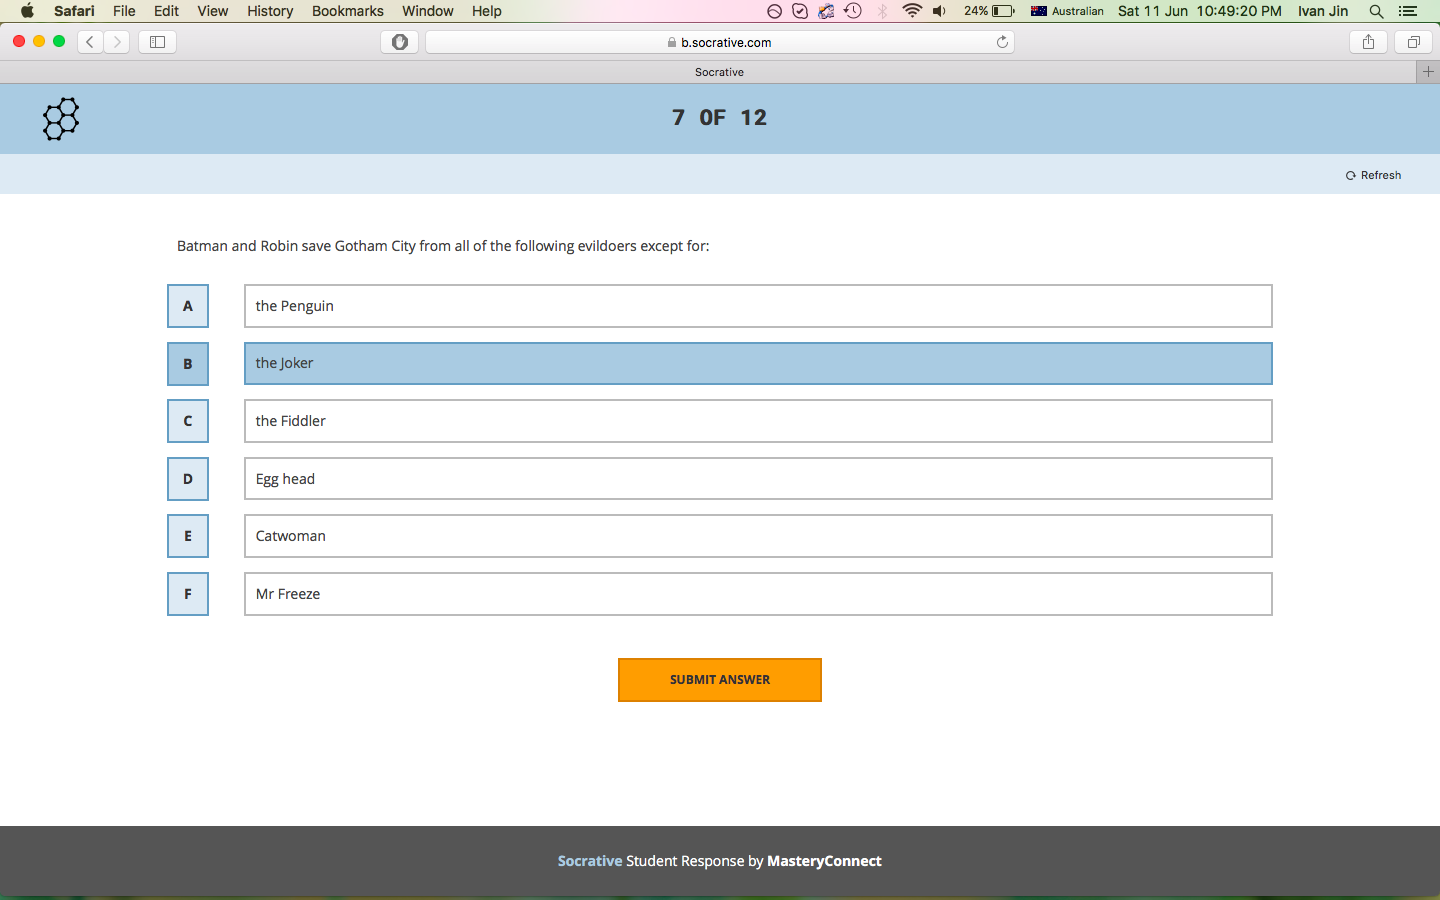 Safari File Edit View History Bookmarks Window Help 24% Australian Sat 11 Jun 10:49:20 PM Ivan Jin
b.socrative.com
Socrative
7 OF 12
Refresh
Batman and Robin save Gotham City from all of the following evildoers except for:
A the Penguin
B the Joker
C the Fiddler
D Egg head
E Catwoman
F Mr Freeze
SUBMIT ANSWER
Socrative Student Response by MasteryConnect